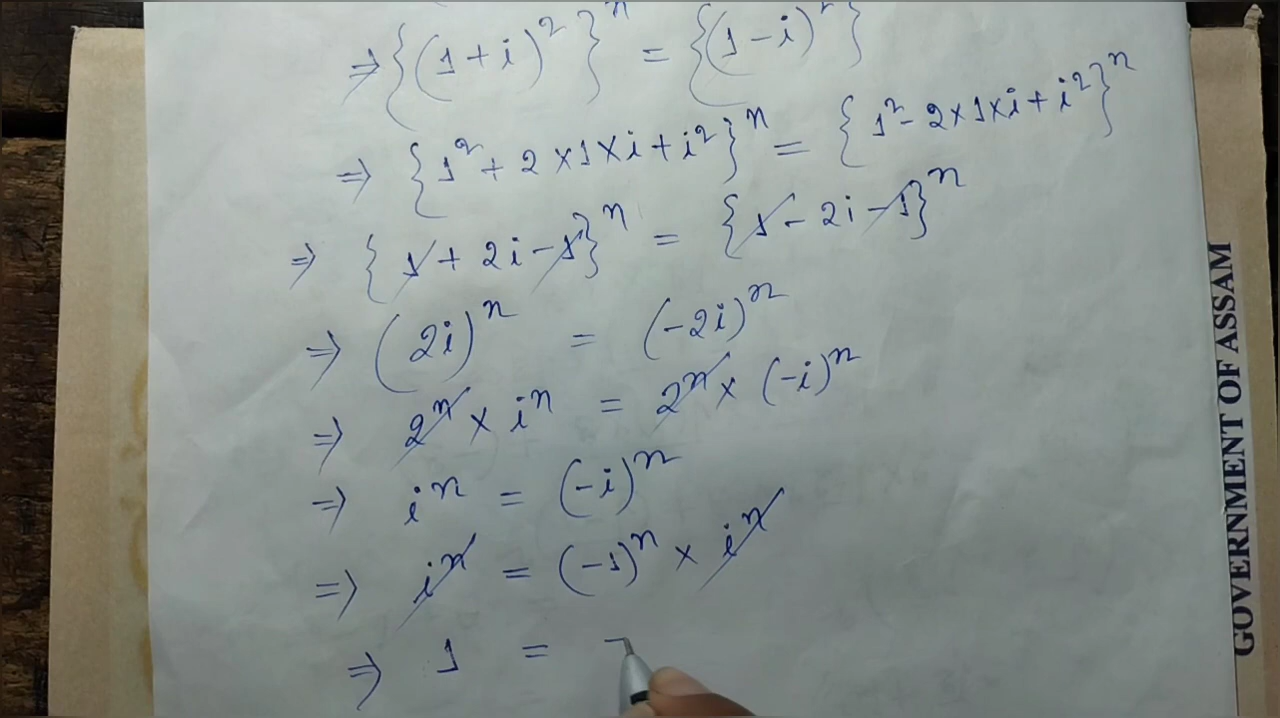 ⇒ {(1+i)²}ⁿ = {(1-i)²}
⇒ {1² + 2×1×i + i²}ⁿ = {1² - 2×1×i + i²}ⁿ
⇒ {1 + 2i - 1}ⁿ = {1 - 2i - 1}ⁿ
⇒ (2i)ⁿ = (-2i)ⁿ
⇒ 2ⁿ × iⁿ = 2ⁿ × (-i)ⁿ
⇒ iⁿ = (-i)ⁿ
⇒ iⁿ = (-1)ⁿ × iⁿ
⇒ 1 =
GOVERNMENT OF ASSAM